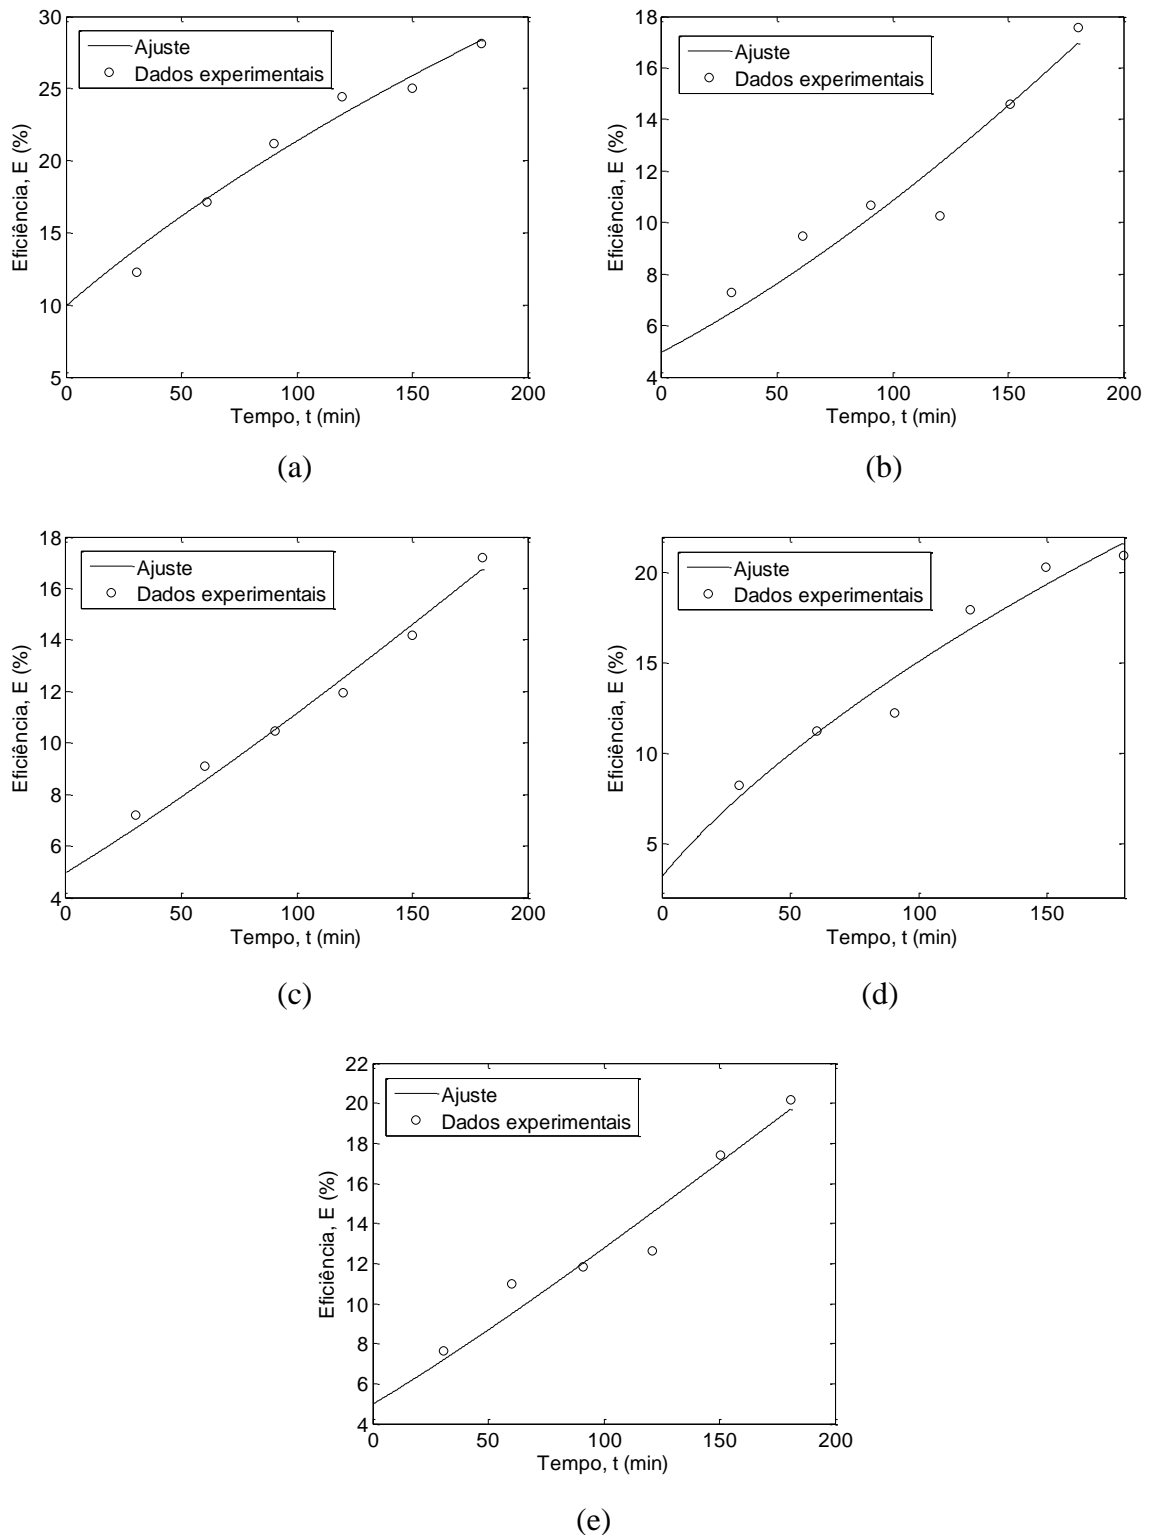 30
25
20
15
10
5
0 50 100 150 200
Eficiência, E (%)
Tempo, t (min)
Ajuste
Dados experimentais
(a)
18
16
14
12
10
8
6
4
0 50 100 150 200
Eficiência, E (%)
Tempo, t (min)
Ajuste
Dados experimentais
(b)
18
16
14
12
10
8
6
4
0 50 100 150 200
Eficiência, E (%)
Tempo, t (min)
Ajuste
Dados experimentais
(c)
20
15
10
5
0 50 100 150
Eficiência, E (%)
Tempo, t (min)
Ajuste
Dados experimentais
(d)
22
20
18
16
14
12
10
8
6
4
0 50 100 150 200
Eficiência, E (%)
Tempo, t (min)
Ajuste
Dados experimentais
(e)